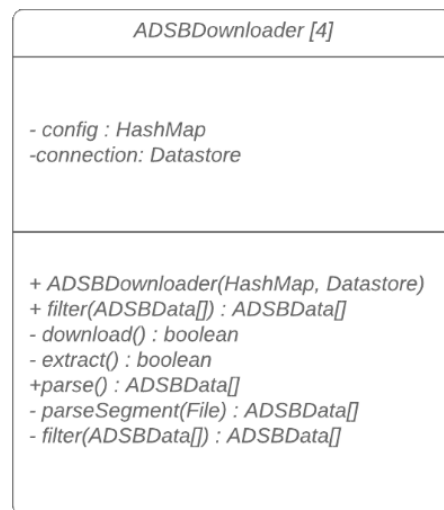 ADSBDownloader [4]
- config : HashMap
-connection: Datastore
+ ADSBDownloader(HashMap, Datastore)
+ filter(ADSBData[]) : ADSBData[]
- download() : boolean
- extract() : boolean
+parse() : ADSBData[]
- parseSegment(File) : ADSBData[]
- filter(ADSBData[]) : ADSBData[]